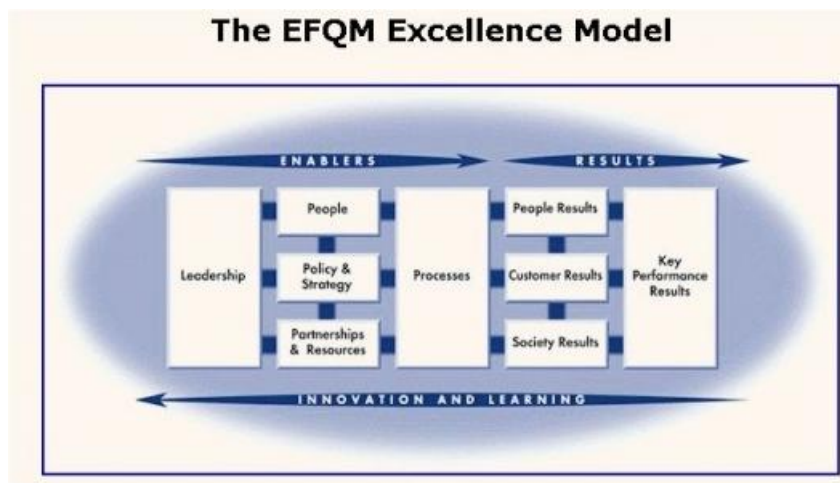 The EFQM Excellence Model
ENABLERS
RESULTS
Leadership
People
Policy &
Strategy
Partnerships
& Resources
Processes
People Results
Customer Results
Society Results
Key
Performance
Results
INNOVATION AND LEARNING